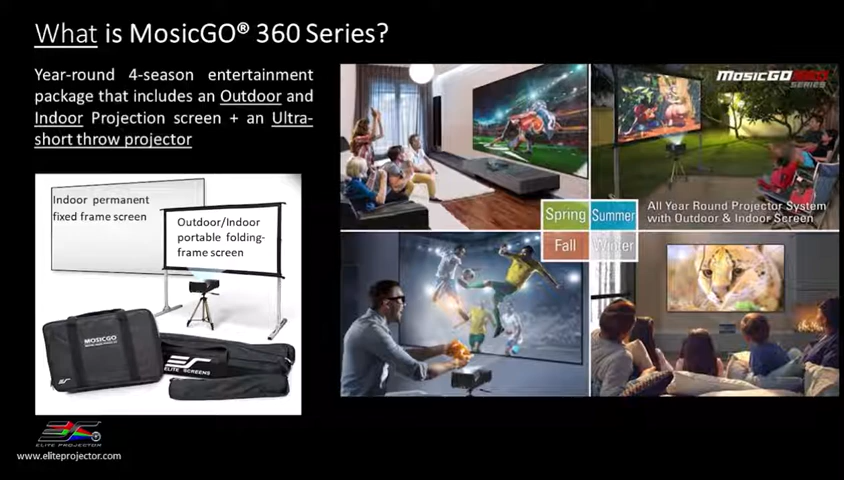 What is MosicGO® 360 Series?
Year-round 4-season entertainment
package that includes an Outdoor and
Indoor Projection screen + an Ultra-
short throw projector
Indoor permanent
fixed frame screen
Outdoor/Indoor
portable folding-
frame screen
MOSICGO
ELITE SCREENS
MOSICGO 360
SERIES
All Year Round Projector System
with Outdoor & Indoor Screen
Spring
Summer
Fall
Winter
ELITE PROJECTOR
www.eliteprojector.com